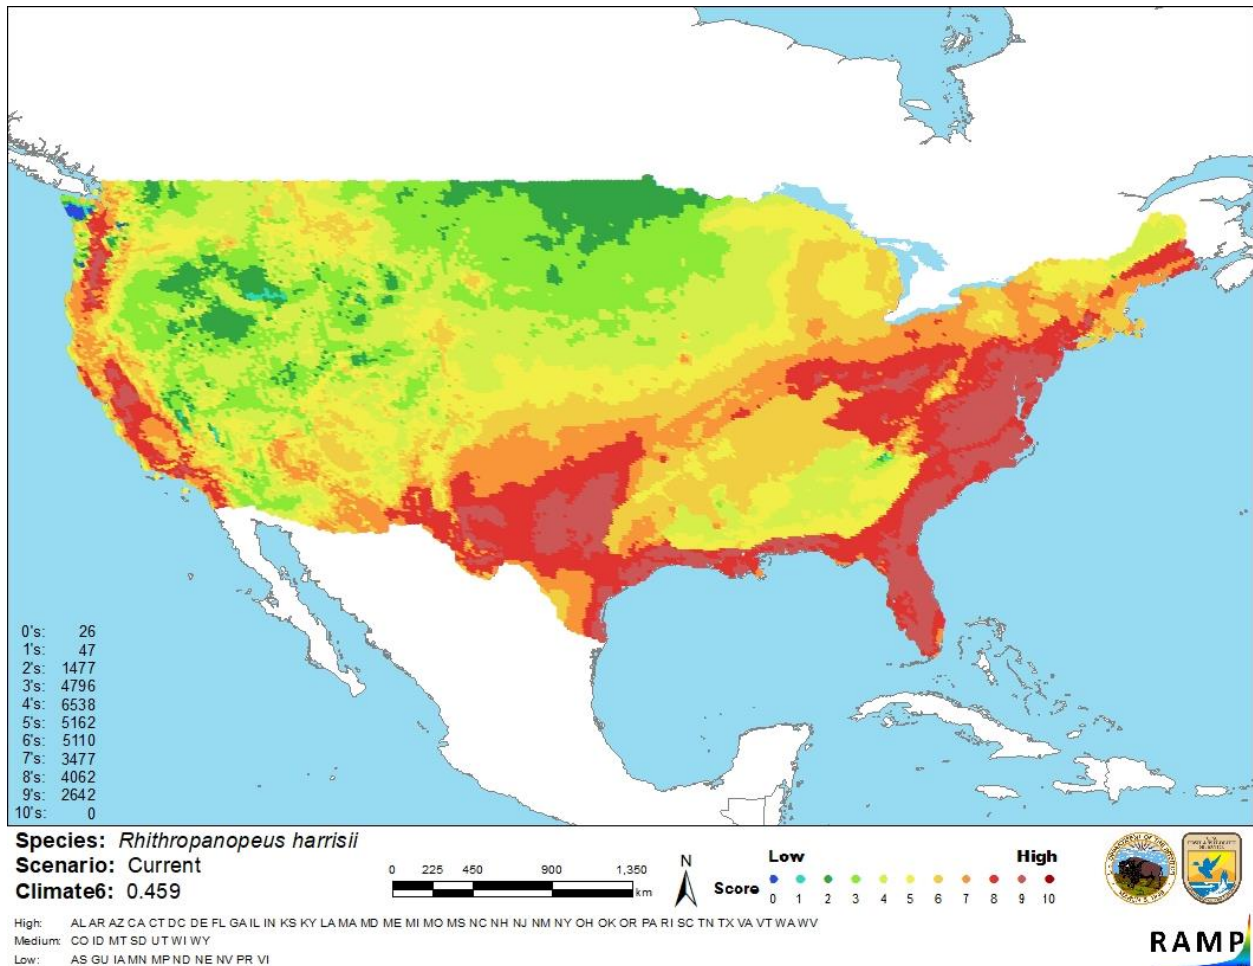 0's: 26
1's: 47
2's: 1477
3's: 4796
4's: 6538
5's: 5162
6's: 5110
7's: 3477
8's: 4062
9's: 2642
10's: 0
Species: Rhithropanopeus harrisii
Scenario: Current
Climate6: 0.459
0 225 450 900 1,350
km
N
Low High
Score
0 1 2 3 4 5 6 7 8 9 10
High: AL AR AZ CA CT DC DE FL GA IL IN KS KY LA MA MD ME MI MO MS NC NH NJ NM NY OH OK OR PA RI SC TN TX VA VT WA WV
Medium: CO ID MT SD UT WI WY
Low: AS GU IA MN MP ND NE NV PR VI
RAMP